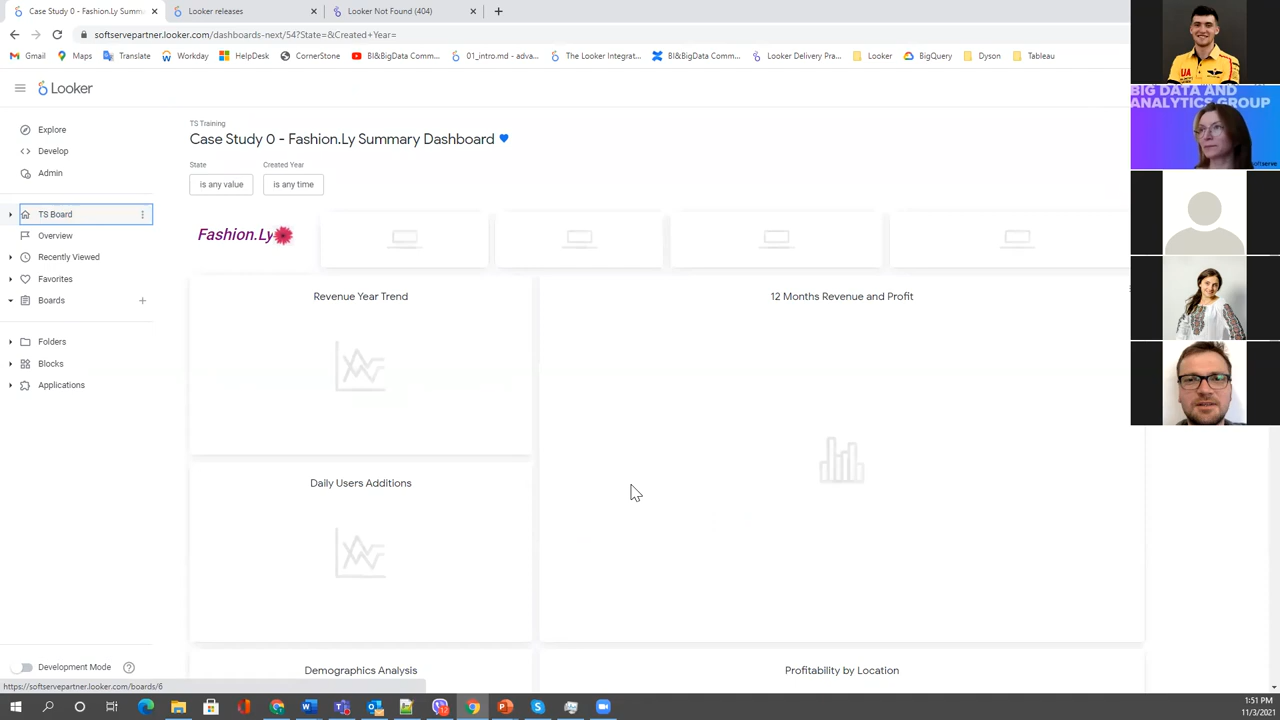 Case Study 0 - Fashion.Ly Summ
Looker releases
Looker Not Found (404)
softservepartner.looker.com/dashboards-next/54?State=&Created+Year=
Gmail
Maps
Translate
Workday
HelpDesk
CornerStone
BI&BigData Comm...
01_intro.md - adva...
The Looker Integrat...
BI&BigData Comm...
Looker Delivery Pra...
Looker
BigQuery
Dyson
Tableau
UA
BIG DATA AND
ANALYTICS GROUP
softserve
Looker
Explore
Develop
Admin
TS Board
Overview
Recently Viewed
Favorites
Boards
Folders
Blocks
Applications
Development Mode
TS Training
Case Study 0 - Fashion.Ly Summary Dashboard
State
Created Year
is any value
is any time
Fashion.Ly
Revenue Year Trend
12 Months Revenue and Profit
Daily Users Additions
Demographics Analysis
Profitability by Location
https://softservepartner.looker.com/boards/6
12
1:51 PM
11/3/2021